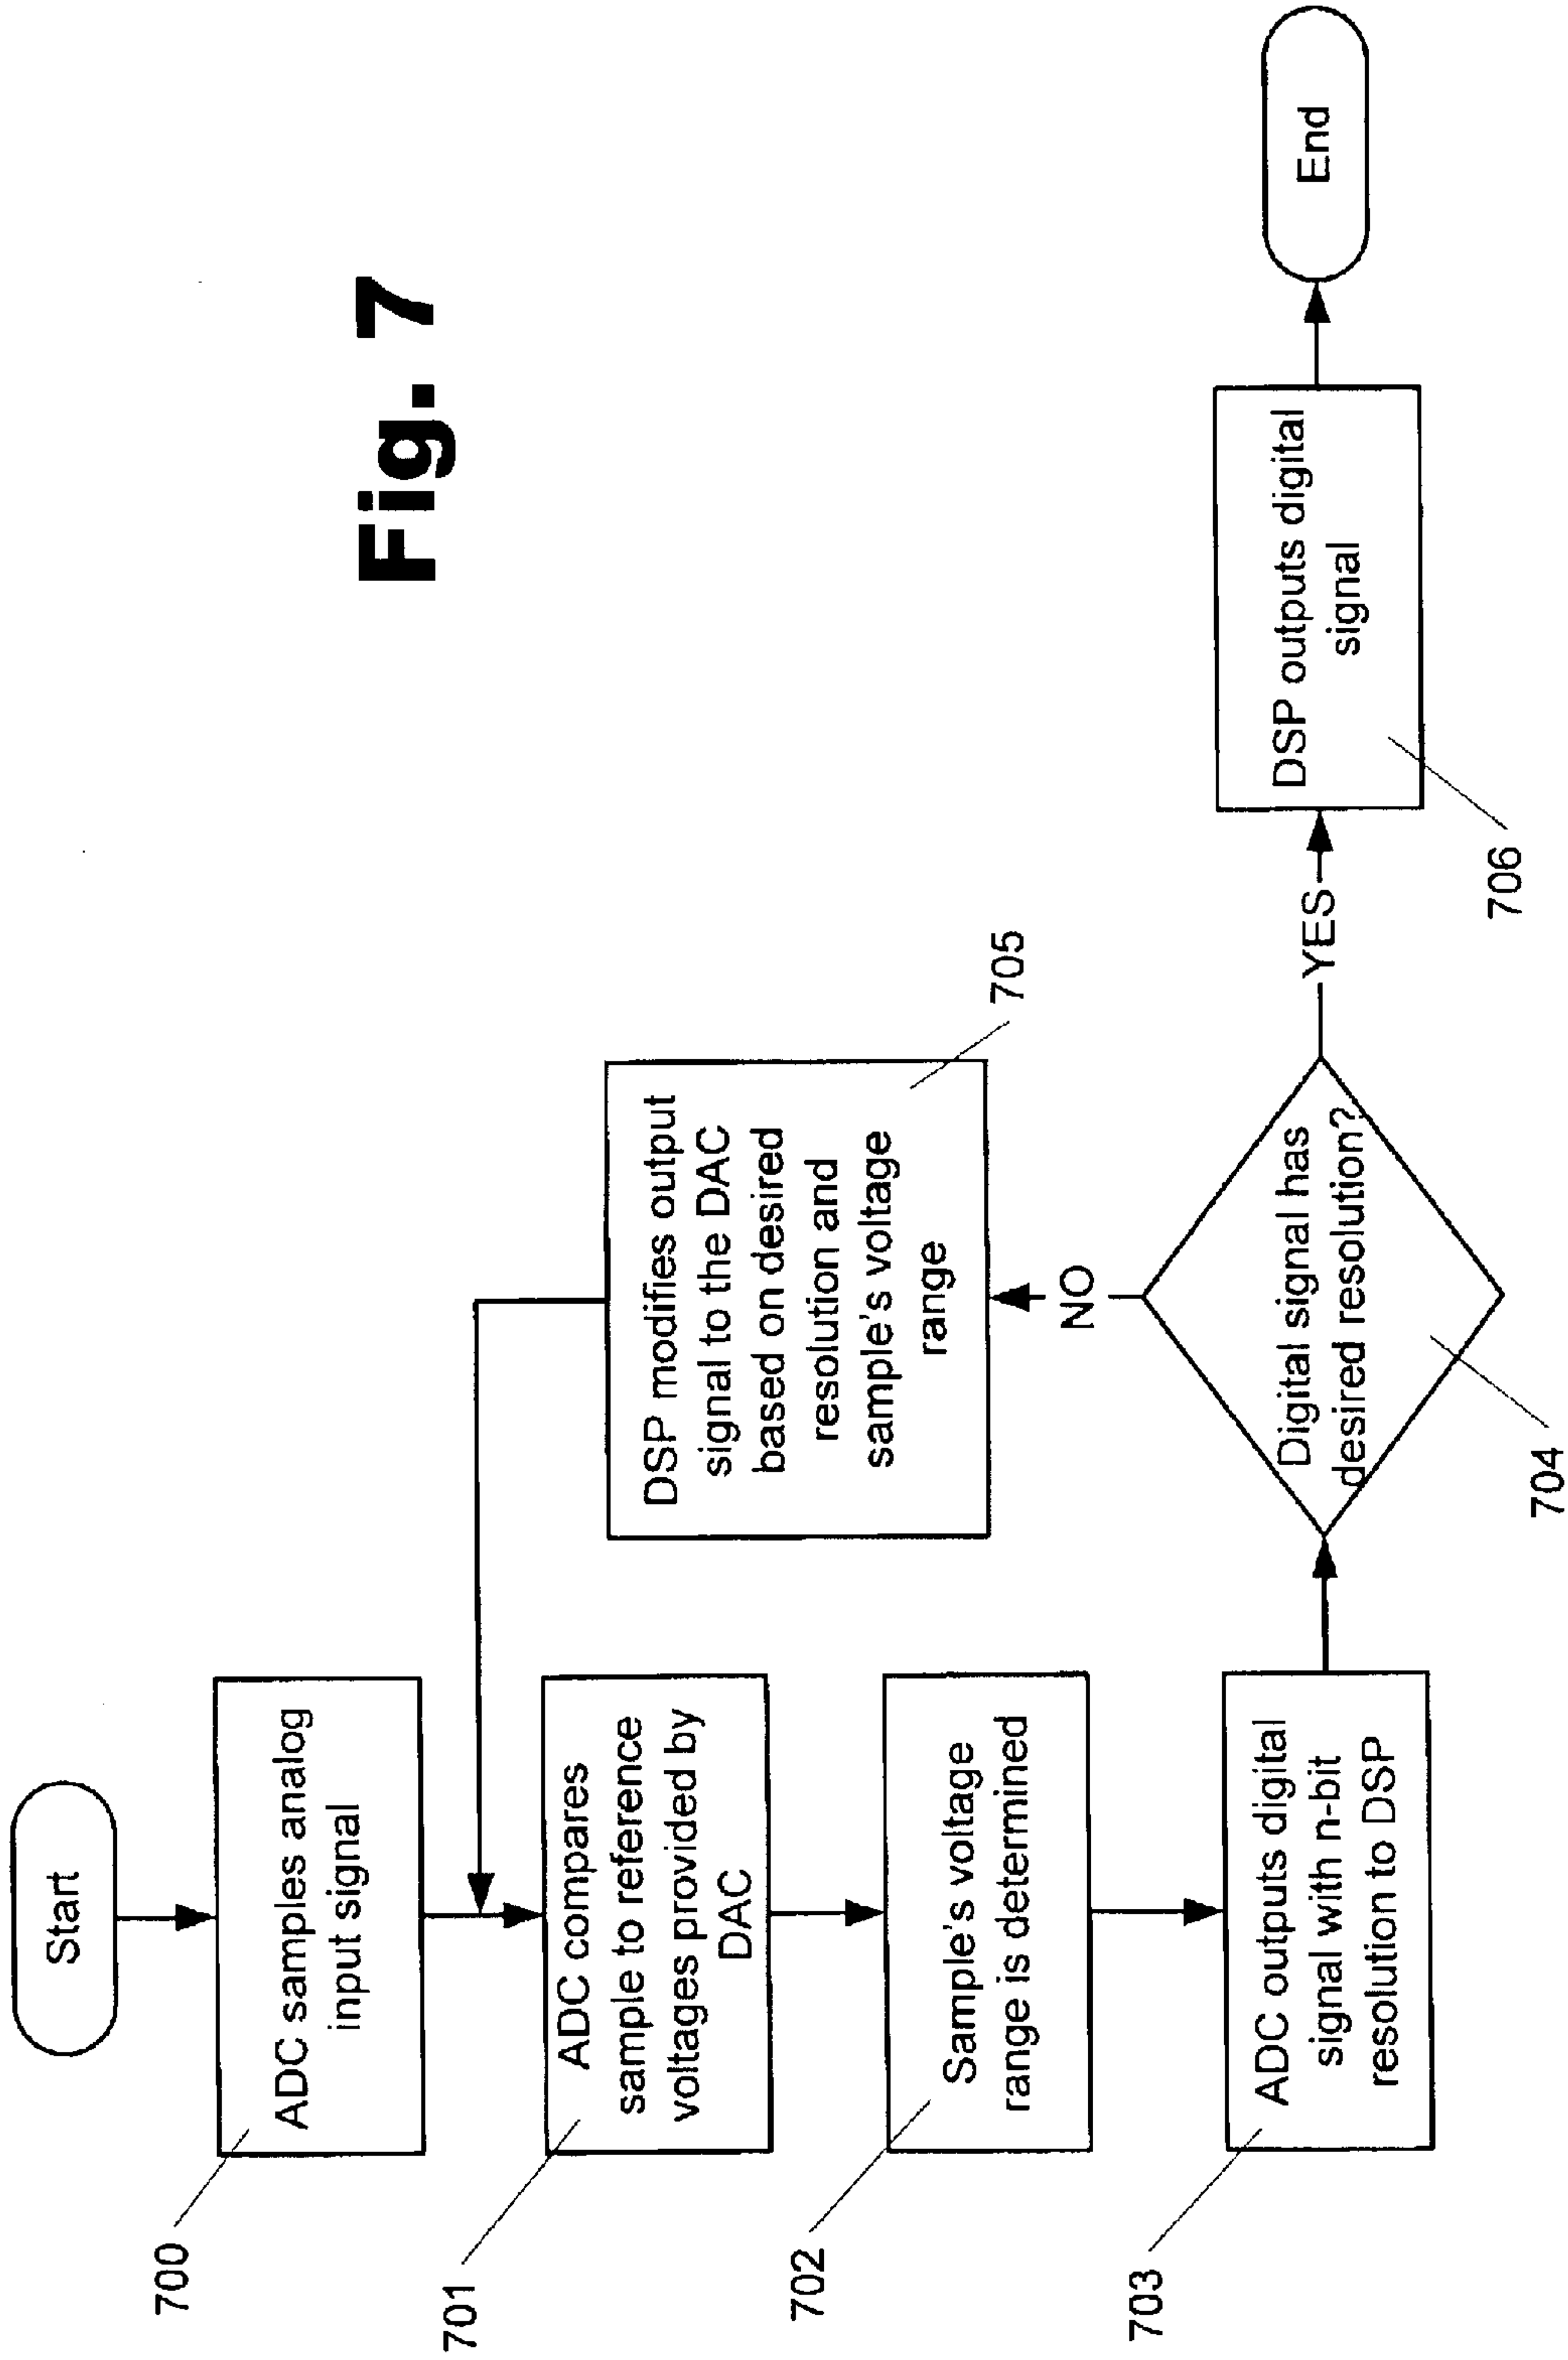 Fig. 7
Start
700
ADC samples analog
input signal
701
ADC compares
sample to reference
voltages provided by
DAC
702
Sample's voltage
range is determined
703
ADC outputs digital
signal with n-bit
resolution to DSP
704
Digital signal has
desired resolution?
NO
705
DSP modifies output
signal to the DAC
based on desired
resolution and
sample's voltage
range
YES
706
DSP outputs digital
signal
End